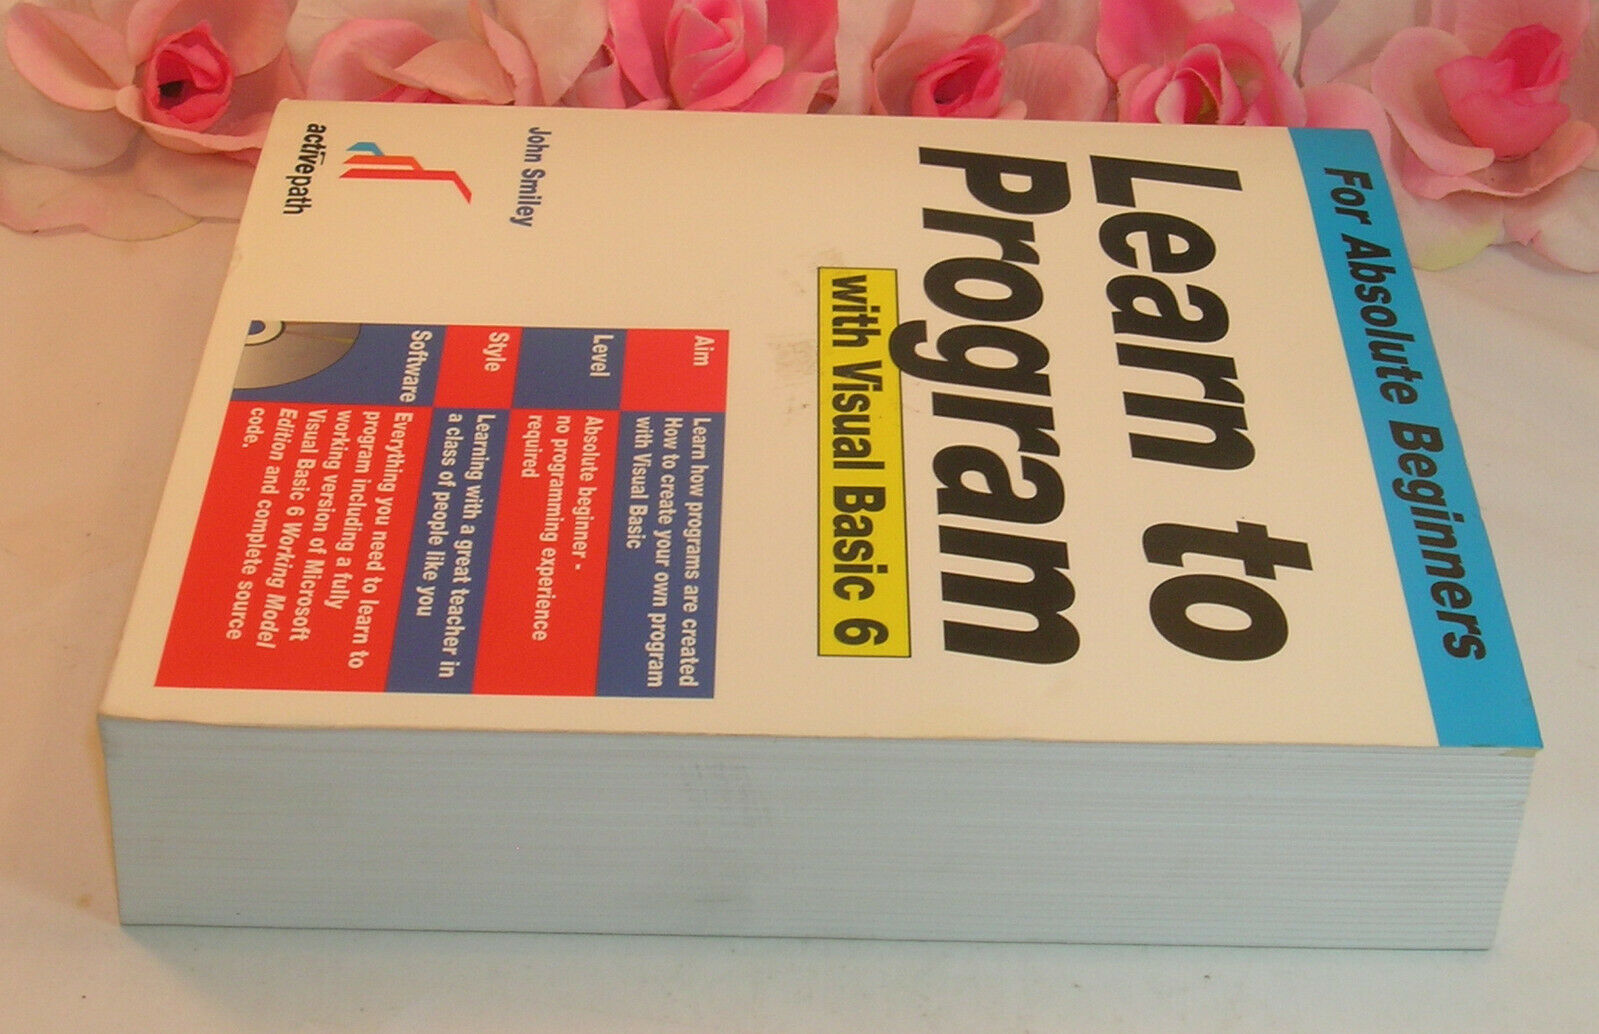 For Absolute Beginners
Learn to
Program
with Visual Basic 6
Aim
Learn how programs are created
How to create your own program
with Visual Basic
Level
Absolute beginner -
no programming experience
required
Style
Learning with a great teacher in
a class of people like you
Software
Everything you need to learn to
program including a fully
working version of Microsoft
Visual Basic 6 Working Model
Edition and complete source
code.
John Smiley
activepath